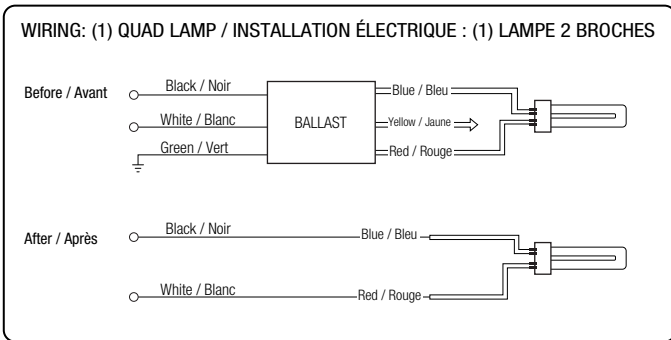 WIRING: (1) QUAD LAMP / INSTALLATION ÉLECTRIQUE : (1) LAMPE 2 BROCHES
Before / Avant
Black / Noir
White / Blanc
Green / Vert
BALLAST
Blue / Bleu
Yellow / Jaune
Red / Rouge
After / Après
Black / Noir
Blue / Bleu
White / Blanc
Red / Rouge